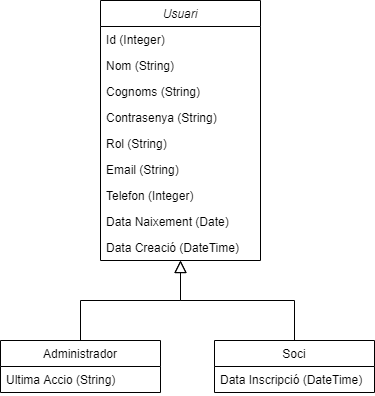 Usuari
Id (Integer)
Nom (String)
Cognoms (String)
Contrasenya (String)
Rol (String)
Email (String)
Telefon (Integer)
Data Naixement (Date)
Data Creació (DateTime)
Administrador
Ultima Accio (String)
Soci
Data Inscripció (DateTime)